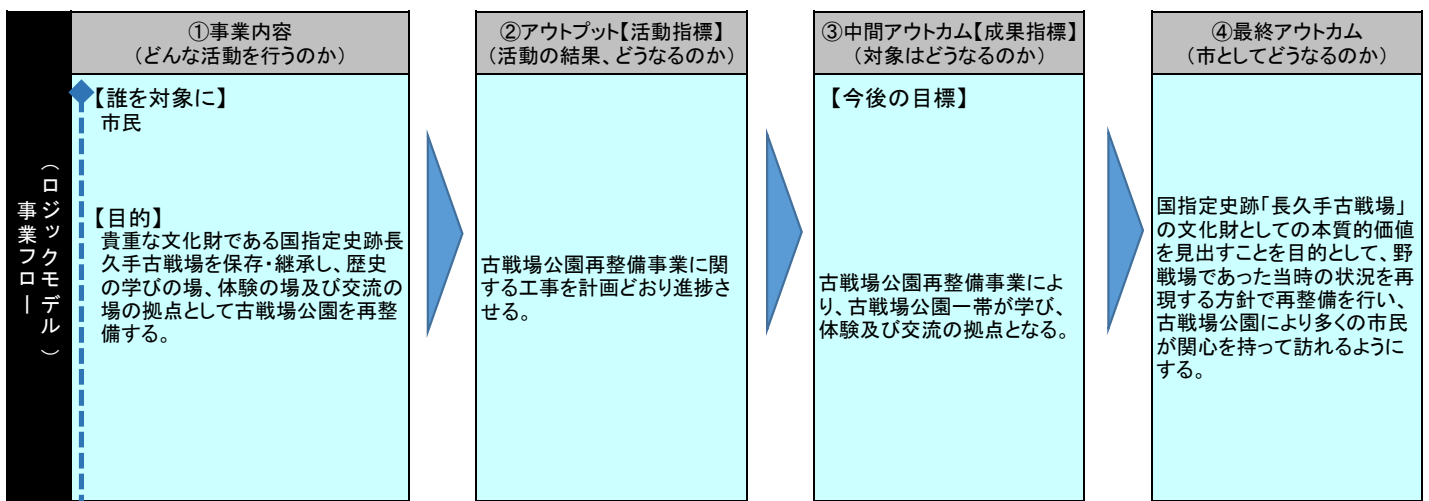 事業フロー
（ロジックモデル）
①事業内容
（どんな活動を行うのか）
【誰を対象に】
市民
【目的】
貴重な文化財である国指定史跡長
久手古戦場を保存・継承し、歴史
の学びの場、体験の場及び交流の
場の拠点として古戦場公園を再整
備する。
②アウトプット【活動指標】
（活動の結果、どうなるのか）
古戦場公園再整備事業に関
する工事を計画どおり進捗さ
せる。
③中間アウトカム【成果指標】
（対象はどうなるのか）
【今後の目標】
古戦場公園再整備事業によ
り、古戦場公園一帯が学び、
体験及び交流の拠点となる。
④最終アウトカム
（市としてどうなるのか）
国指定史跡「長久手古戦場」
の文化財としての本質的価値
を見出すことを目的として、野
戦場であった当時の状況を再
現する方針で再整備を行い、
古戦場公園により多くの市民
が関心を持って訪れるように
する。